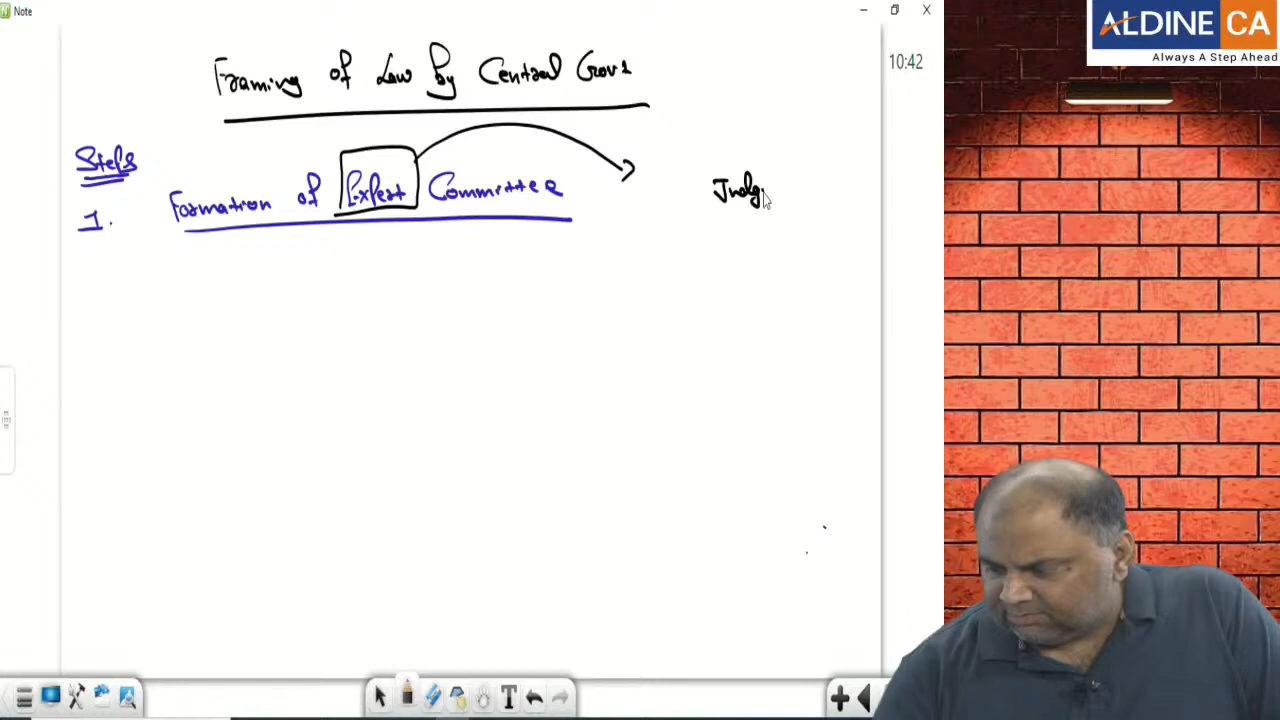 Note
ALDINE CA
Always A Step Ahead
10:42
Framing of Law by Central Govt
Steps
1. Formation of Expert Committee
Judg